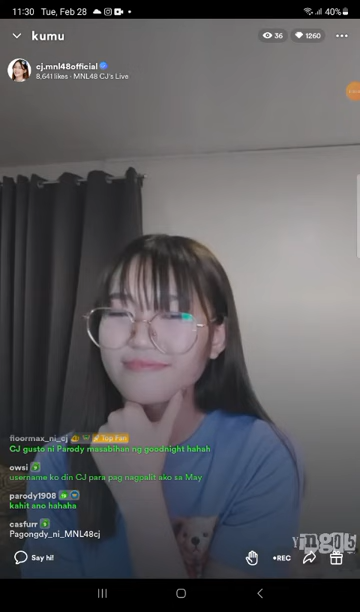 11:30 Tue, Feb 28
40%
kumu
36
1260
cj.mnl48official
8,641 likes · MNL48 CJ's Live
floormax_ni_cj Top Fan
CJ gusto ni Parody masabihan ng goodnight hahah
owsi
username ko din CJ para pag nagpalit ako sa May
parody1908
kahit ano hahaha
casfurr
Pagongdy_ni_MNL48cj
Say hi!
•REC